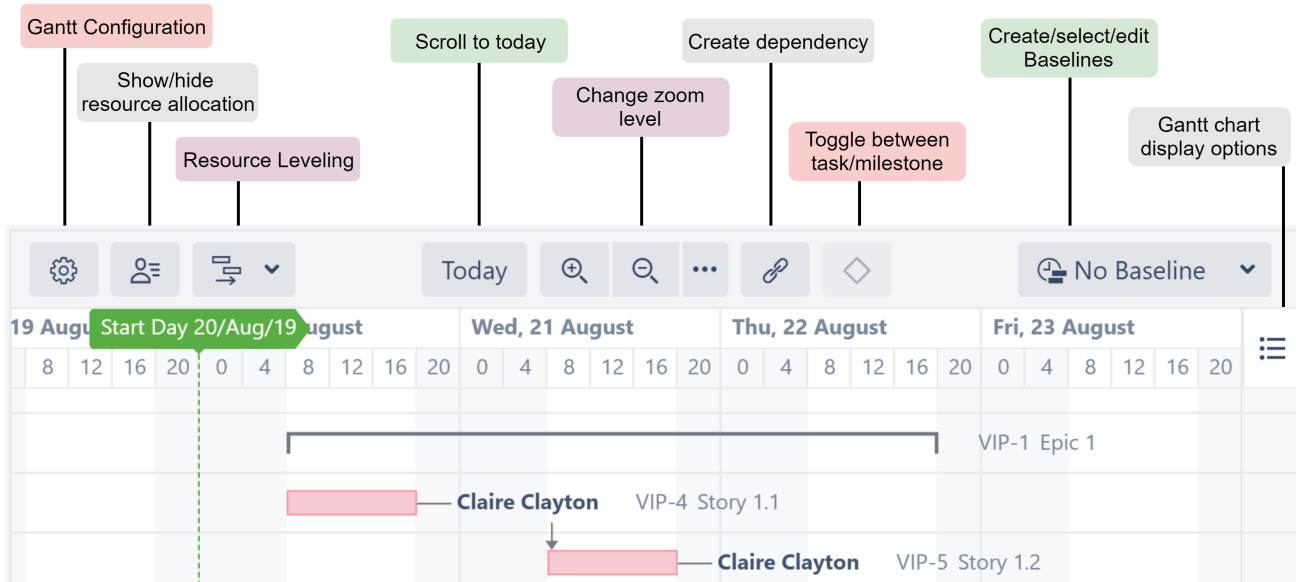 Gantt Configuration
Scroll to today
Create dependency
Create/select/edit
Baselines
Show/hide
resource allocation
Change zoom
level
Gantt chart
display options
Resource Leveling
Toggle between
task/milestone
Today
No Baseline
19 Augu Start Day 20/Aug/19 ugust Wed, 21 August Thu, 22 August Fri, 23 August
8 12 16 20 0 4 8 12 16 20 0 4 8 12 16 20 0 4 8 12 16 20 0 4 8 12 16 20
VIP-1 Epic 1
Claire Clayton VIP-4 Story 1.1
Claire Clayton VIP-5 Story 1.2